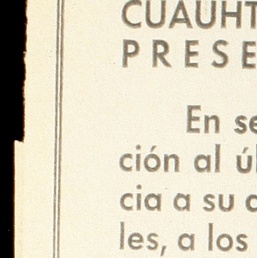 CUAUHT
PRESE
En se
ción al úl
cia a su
les, a los